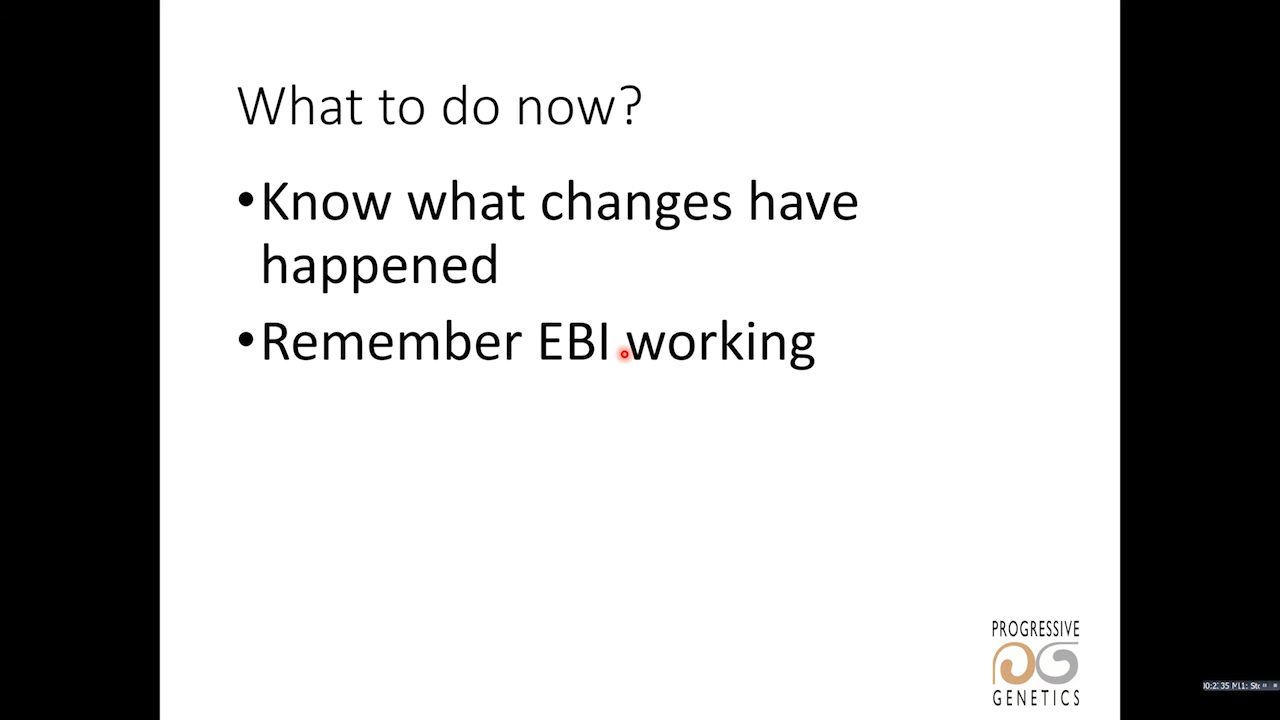 What to do now?
•Know what changes have
happened
•Remember EBI working
PROGRESSIVE
GENETICS